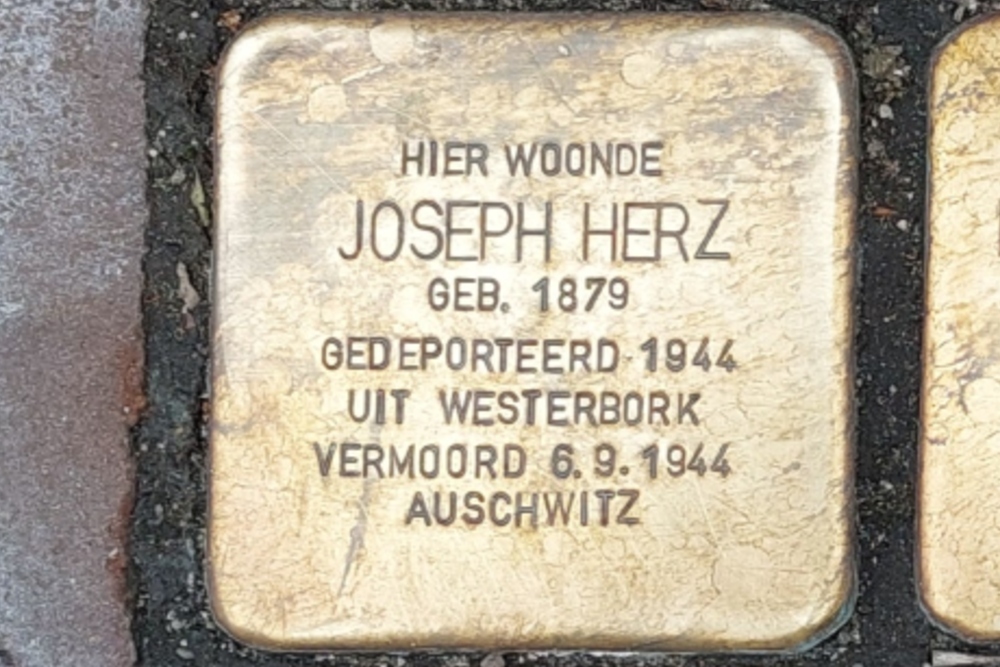 HIER WOONDE
JOSEPH HERZ
GEB. 1879
GEDEPORTEERD 1944
UIT WESTERBORK
VERMOORD 6.9.1944
AUSCHWITZ